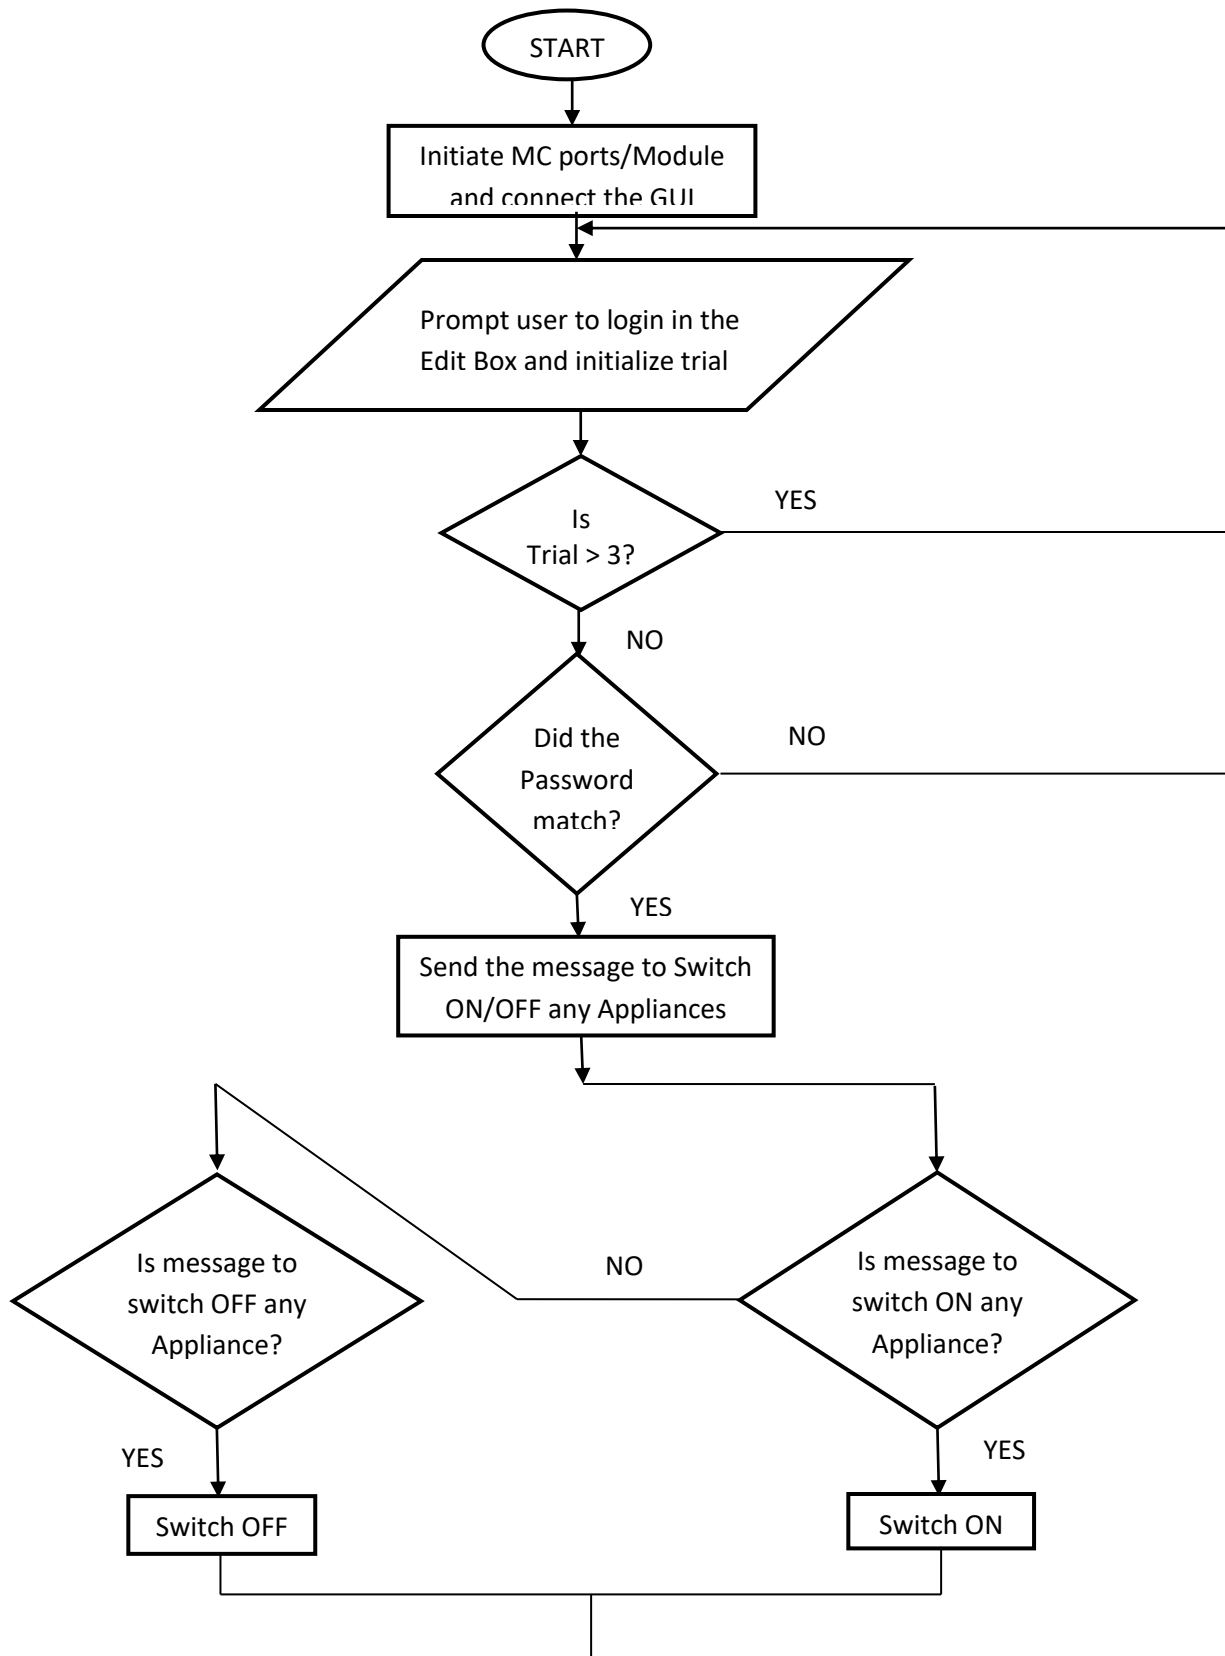 START
Initiate MC ports/Module
and connect the GUI
Prompt user to login in the
Edit Box and initialize trial
Is
Trial > 3?
YES
NO
Did the
Password
match?
NO
YES
Send the message to Switch
ON/OFF any Appliances
Is message to
switch OFF any
Appliance?
NO
Is message to
switch ON any
Appliance?
YES
YES
Switch OFF
Switch ON